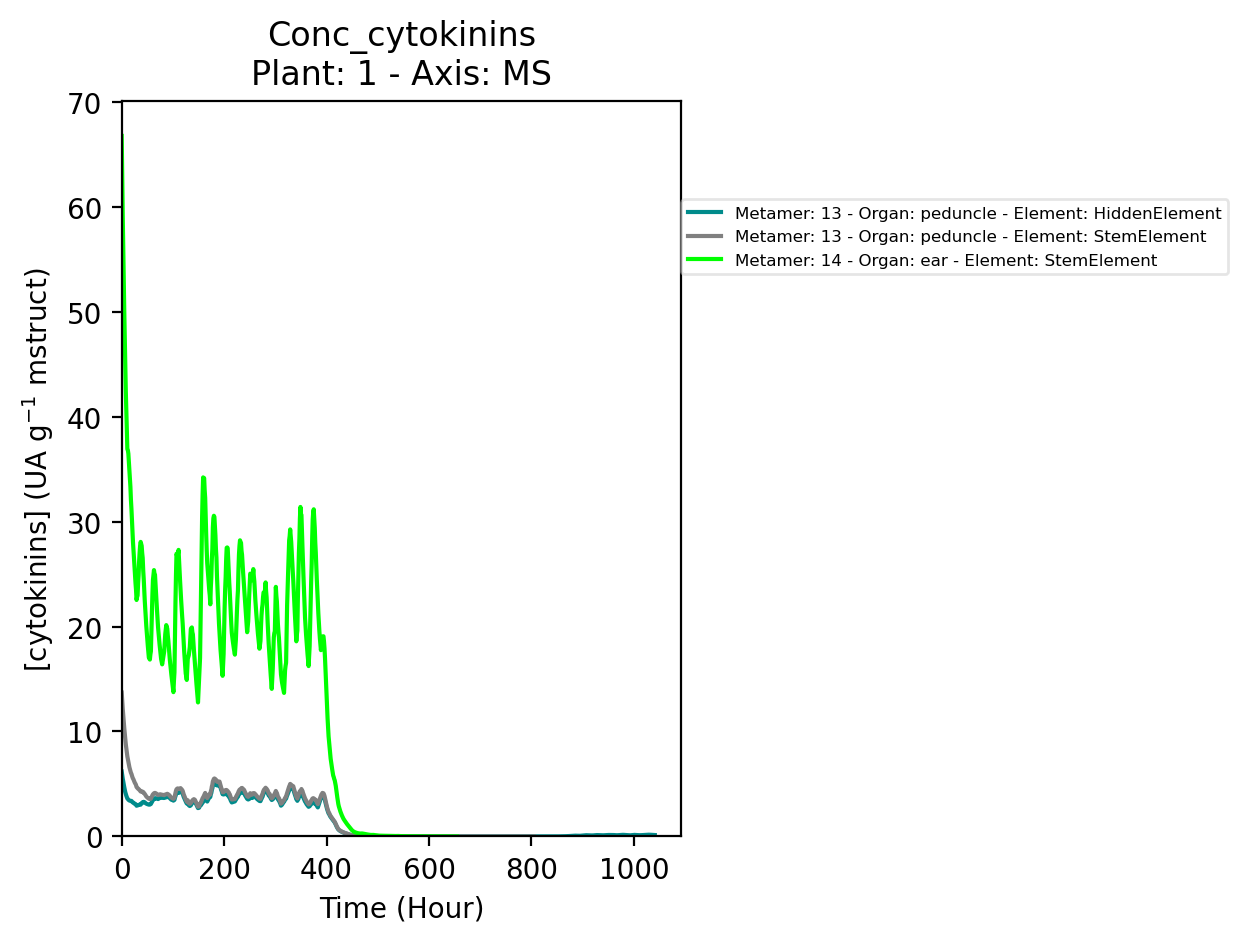 Conc_cytokinins
Plant: 1 - Axis: MS
70
60
50
40
30
20
10
0
[cytokinins] (UA g⁻¹ mstruct)
0 200 400 600 800 1000
Time (Hour)
Metamer: 13 - Organ: peduncle - Element: HiddenElement
Metamer: 13 - Organ: peduncle - Element: StemElement
Metamer: 14 - Organ: ear - Element: StemElement